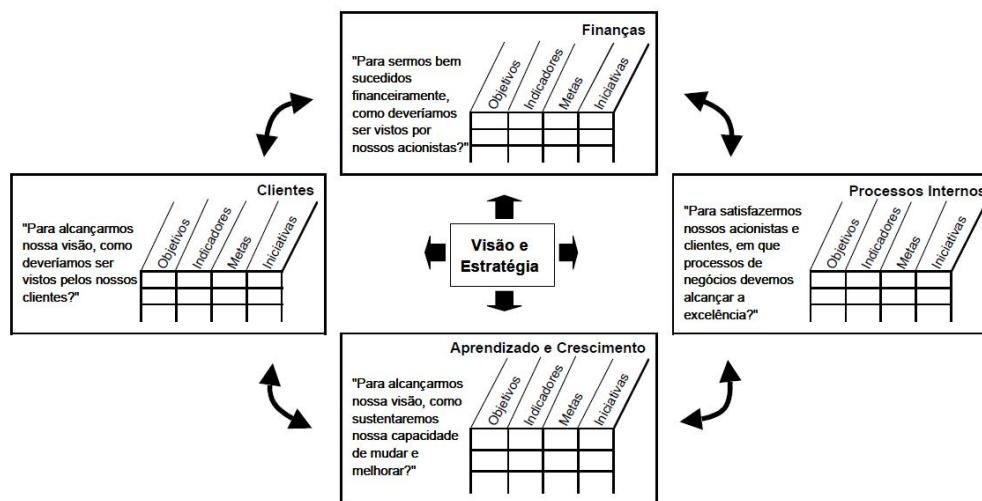 Finanças
"Para sermos bem
sucedidos
financeiramente,
como deveríamos
ser vistos por
nossos acionistas?"
Objetivos
Indicadores
Metas
Iniciativas
Clientes
"Para alcançarmos
nossa visão, como
deveríamos ser
vistos pelos nossos
clientes?"
Objetivos
Indicadores
Metas
Iniciativas
Visão e
Estratégia
Processos Internos
"Para satisfazermos
nossos acionistas e
clientes, em que
processos de
negócios devemos
alcançar a
excelência?"
Objetivos
Indicadores
Metas
Iniciativas
Aprendizado e Crescimento
"Para alcançarmos
nossa visão, como
sustentaremos
nossa capacidade
de mudar e
melhorar?"
Objetivos
Indicadores
Metas
Iniciativas